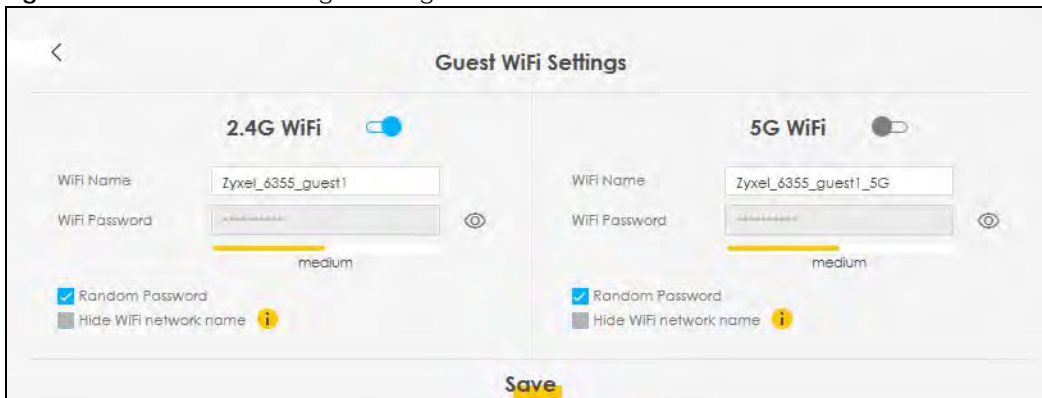 Guest WiFi Settings
2.4G WiFi
WiFi Name Zyxel_6355_guest1
WiFi Password **********
medium
Random Password
Hide WiFi network name i
5G WiFi
WiFi Name Zyxel_6355_guest1_5G
WiFi Password **********
medium
Random Password
Hide WiFi network name i
Save